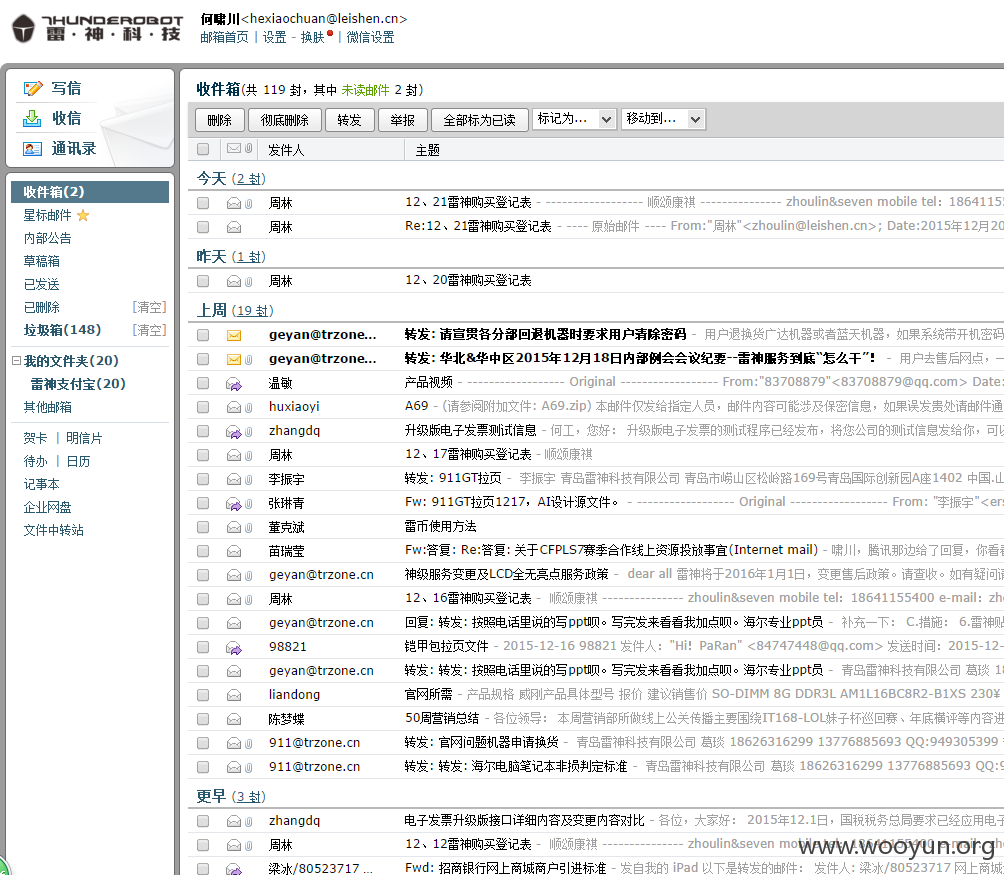 THUNDEROBOT
雷·神·科·技
何啸川<hexiaochuan@leishen.cn>
邮箱首页 | 设置 - 换肤 | 微信设置
写信
收信
通讯录
收件箱(2)
星标邮件
内部公告
草稿箱
已发送
已删除 [清空]
垃圾箱(148) [清空]
我的文件夹(20)
雷神支付宝(20)
其他邮箱
贺卡 | 明信片
待办 | 日历
记事本
企业网盘
文件中转站
收件箱(共 119 封，其中 未读邮件 2 封)
删除 彻底删除 转发 举报 全部标为已读 标记为... 移动到...
发件人 主题
今天 (2 封)
周林 12、21雷神购买登记表 - ------------------ 顺颂康祺 --------------- zhoulin&seven mobile tel: 1864115
周林 Re:12、21雷神购买登记表 - ---- 原始邮件 ---- From:"周林"<zhoulin@leishen.cn>; Date:2015年12月20
昨天 (1 封)
周林 12、20雷神购买登记表
上周 (19 封)
geyan@trzone... 转发: 请宣贯各分部回退机器时要求用户清除密码 - 用户退换货广达机器或者蓝天机器，如果系统带开机密码
geyan@trzone... 转发: 华北&华中区2015年12月18日内部例会会议纪要--雷神服务到底“怎么干”！ - 用户去售后网点，一
温敏 产品视频 - ------------------ Original ------------------ From:"83708879"<83708879@qq.com> Date:
huxiaoyi A69 - (请参阅附加文件: A69.zip) 本邮件仅发给指定人员，邮件内容可能涉及保密信息，如果误发贵处请邮件通
zhangdq 升级版电子发票测试信息 - 何工，您好: 升级版电子发票的测试程序已经发布，将您公司的测试信息发给你，可以
周林 12、17雷神购买登记表 - 顺颂康祺
李振宇 转发: 911GT拉页 - 李振宇 青岛雷神科技有限公司 青岛市崂山区松岭路169号青岛国际创新园A座1402 中国.山
张琳青 Fw: 911GT拉页1217，AI设计源文件。 - ------------------ Original ------------------ From: "李振宇"<ers
董克斌 雷币使用方法
苗瑞莹 Fw:答复: Re:答复: 关于CFPLS7赛季合作线上资源投放事宜(Internet mail) - 啸川，腾讯那边给了回复，你看看
geyan@trzone.cn 神级服务变更及LCD全无亮点服务政策 - dear all 雷神将于2016年1月1日，变更售后政策。请查收。如有疑问请
周林 12、16雷神购买登记表 - 顺颂康祺 --------------- zhoulin&seven mobile tel: 18641155400 e-mail: zh
geyan@trzone.cn 回复: 转发: 按照电话里说的写ppt呗。写完发来看看我加点呗。海尔专业ppt员 - 补充一下: C.措施: 6.雷神贴
98821 铠甲包拉页文件 - 2015-12-16 98821 发件人: "Hi! PaRan" <84747448@qq.com> 发送时间: 2015-12-
geyan@trzone.cn 转发: 转发: 按照电话里说的写ppt呗。写完发来看看我加点呗。海尔专业ppt员 - 青岛雷神科技有限公司 葛琰 18
liandong 官网所需 - 产品规格 威刚产品具体型号 报价 建议销售价 SO-DIMM 8G DDR3L AM1L16BC8R2-B1XS 230¥
陈梦蝶 50周营销总结 - 各位领导: 本周营销部所做线上公关传播主要围绕IT168-LOL妹子杯巡回赛、年底横评等内容进
911@trzone.cn 转发: 官网问题机器申请换货 - 青岛雷神科技有限公司 葛琰 18626316299 13776885693 QQ:949305399
911@trzone.cn 转发: 转发: 海尔电脑笔记本非损判定标准 - 青岛雷神科技有限公司 葛琰 18626316299 13776885693 QQ:9
更早 (3 封)
zhangdq 电子发票升级版接口详细内容及变更内容对比 - 各位，大家好: 2015年12.1日，国税税务总局要求已经应用电子
周林 12、12雷神购买登记表 - 顺颂康祺 --------------- zhoulin&seven mobile tel: 18641155400 e-mail: zh
梁冰/80523717 ... Fwd: 招商银行网上商城商户引进标准 - 发自我的 iPad 以下是转发的邮件: 发件人: 梁冰/80523717 网上商城
www.wooyun.org